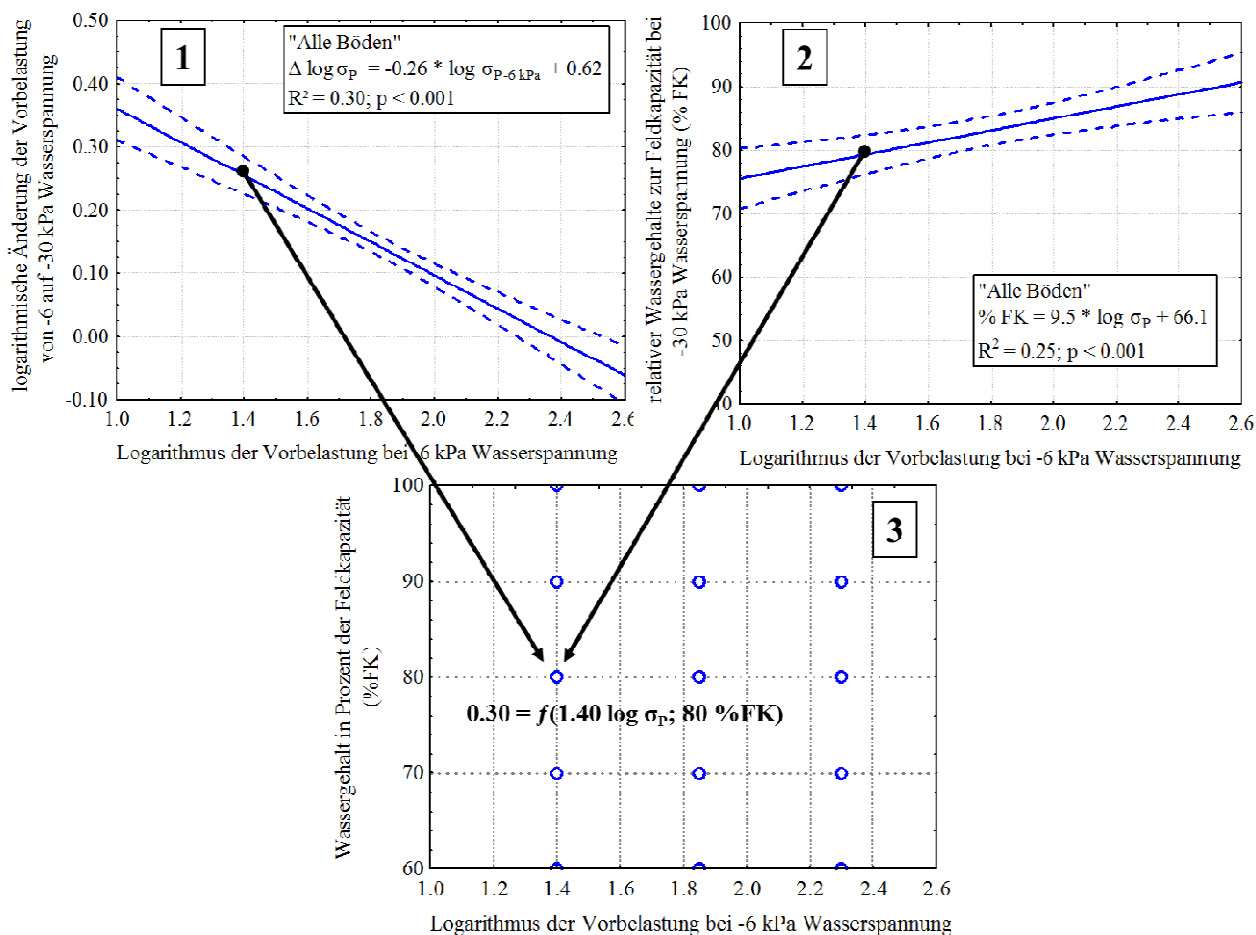 logarithmische Änderung der Vorbelastung
von -6 auf -30 kPa Wasserspannung
0.50
0.40
0.30
0.20
0.10
0.00
-0.10
1
"Alle Böden"
Δ log σP = -0.26 * log σP-6 kPa + 0.62
R² = 0.30; p < 0.001
1.0 1.2 1.4 1.6 1.8 2.0 2.2 2.4 2.6
Logarithmus der Vorbelastung bei -6 kPa Wasserspannung
relativer Wassergehalte zur Feldkapazität bei
-30 kPa Wasserspannung (% FK)
100
90
80
70
60
50
40
2
"Alle Böden"
% FK = 9.5 * log σP + 66.1
R² = 0.25; p < 0.001
1.0 1.2 1.4 1.6 1.8 2.0 2.2 2.4 2.6
Logarithmus der Vorbelastung bei -6 kPa Wasserspannung
Wassergehalt in Prozent der Feldkapazität
(%FK)
100
90
80
70
60
3
0.30 = f(1.40 log σP; 80 %FK)
1.0 1.2 1.4 1.6 1.8 2.0 2.2 2.4 2.6
Logarithmus der Vorbelastung bei -6 kPa Wasserspannung